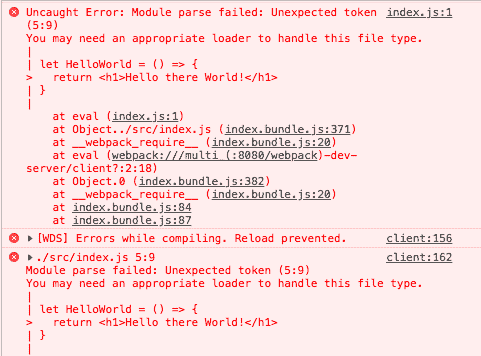 Uncaught Error: Module parse failed: Unexpected token index.js:1
(5:9)
You may need an appropriate loader to handle this file type.
|
| let HelloWorld = () => {
>   return <h1>Hello there World!</h1>
| }
|
    at eval (index.js:1)
    at Object../src/index.js (index.bundle.js:371)
    at __webpack_require__ (index.bundle.js:20)
    at eval (webpack:///multi_(:8080/webpack)-dev-
server/client?:2:18)
    at Object.0 (index.bundle.js:382)
    at __webpack_require__ (index.bundle.js:20)
    at index.bundle.js:84
    at index.bundle.js:87
[WDS] Errors while compiling. Reload prevented. client:156
./src/index.js 5:9 client:162
Module parse failed: Unexpected token (5:9)
You may need an appropriate loader to handle this file type.
|
| let HelloWorld = () => {
>   return <h1>Hello there World!</h1>
| }
|